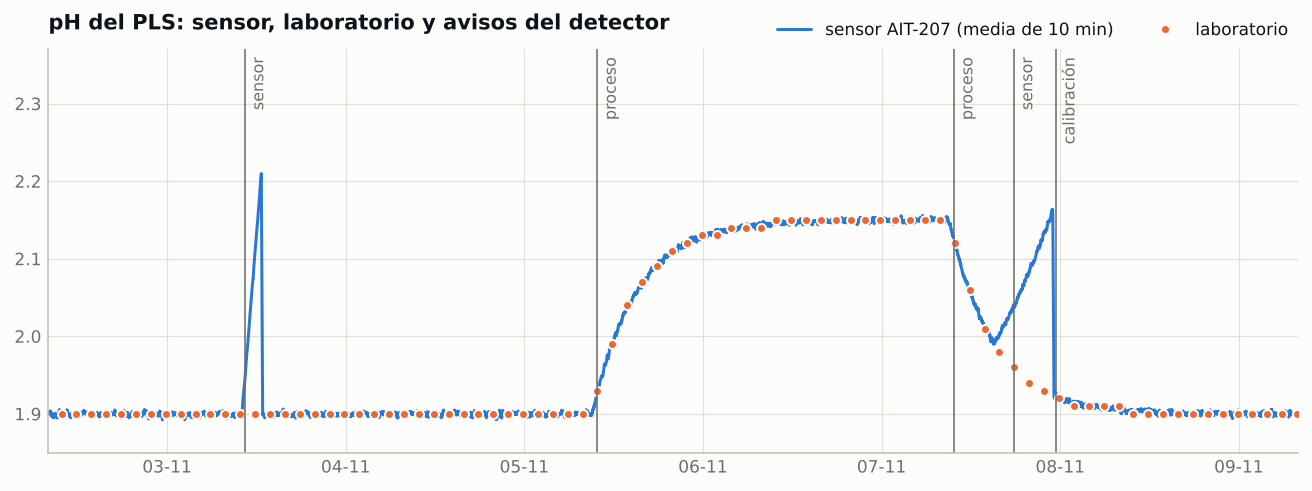 pH del PLS: sensor, laboratorio y avisos del detector
sensor AIT-207 (media de 10 min)
laboratorio
sensor
proceso
proceso
sensor
calibración
2.3
2.2
2.1
2.0
1.9
03-11
04-11
05-11
06-11
07-11
08-11
09-11